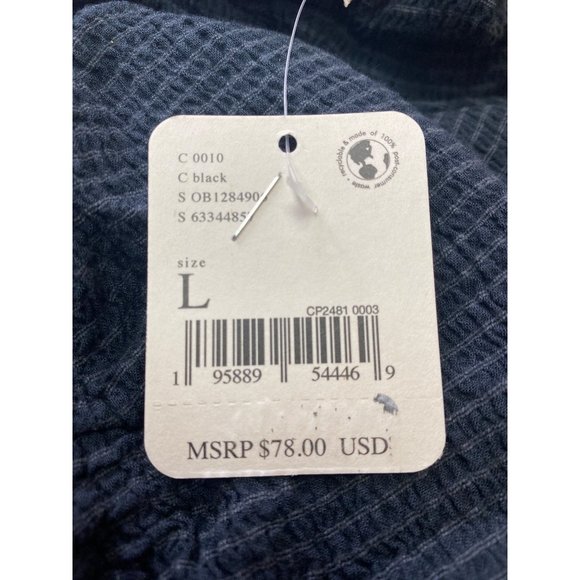 C 0010
C black
S OB128490
S 6334485
recyclable & made of 100% post-consumer waste •
size
L
CP2481 0003
1 95889 54446 9
MSRP $78.00 USD